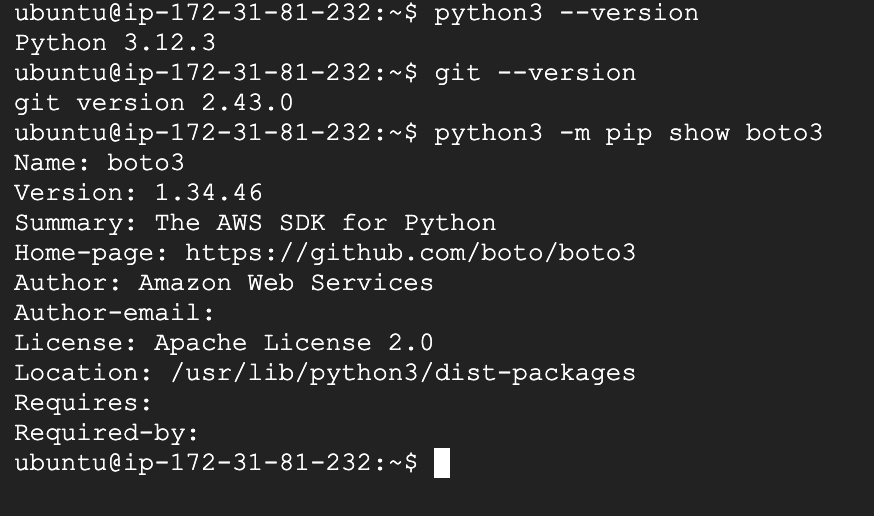 ubuntu@ip-172-31-81-232:~$ python3 --version
Python 3.12.3
ubuntu@ip-172-31-81-232:~$ git --version
git version 2.43.0
ubuntu@ip-172-31-81-232:~$ python3 -m pip show boto3
Name: boto3
Version: 1.34.46
Summary: The AWS SDK for Python
Home-page: https://github.com/boto/boto3
Author: Amazon Web Services
Author-email:
License: Apache License 2.0
Location: /usr/lib/python3/dist-packages
Requires:
Required-by:
ubuntu@ip-172-31-81-232:~$